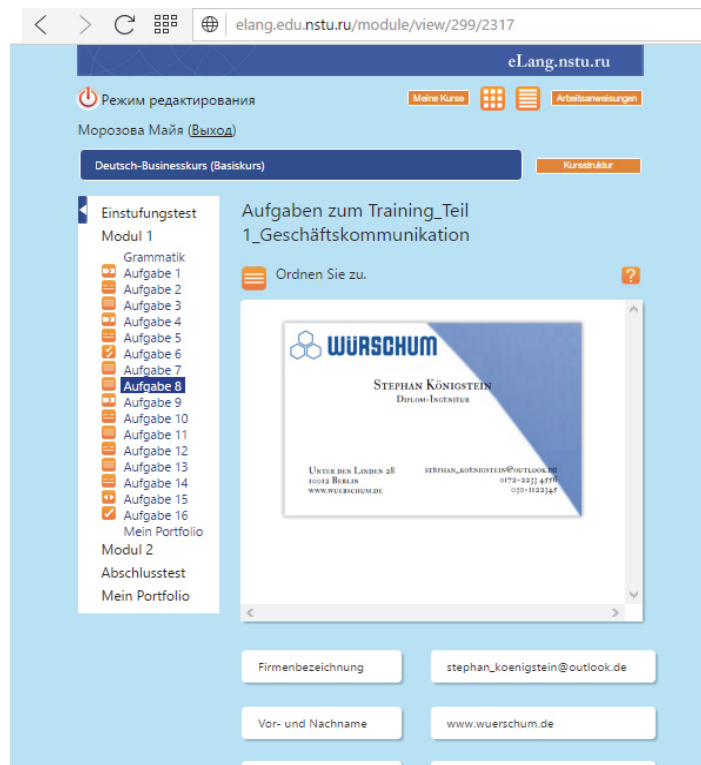 elang.edu.nstu.ru/module/view/299/2317
eLang.nstu.ru
Режим редактирования
Meine Kurse
Arbeitsanweisungen
Морозова Майя (Выход)
Deutsch-Businesskurs (Basiskurs)
Kursstruktur
Einstufungstest
Modul 1
Grammatik
Aufgabe 1
Aufgabe 2
Aufgabe 3
Aufgabe 4
Aufgabe 5
Aufgabe 6
Aufgabe 7
Aufgabe 8
Aufgabe 9
Aufgabe 10
Aufgabe 11
Aufgabe 12
Aufgabe 13
Aufgabe 14
Aufgabe 15
Aufgabe 16
Mein Portfolio
Modul 2
Abschlusstest
Mein Portfolio
Aufgaben zum Training_Teil
1_Geschäftskommunikation
Ordnen Sie zu.
?
WÜRSCHUM
Stephan Königstein
Diplom-Ingenieur
Unter den Linden 28
10012 Berlin
www.wuerschum.de
stephan_koenigstein@outlook.de
0172-2233 4556
030-1122345
Firmenbezeichnung
stephan_koenigstein@outlook.de
Vor- und Nachname
www.wuerschum.de